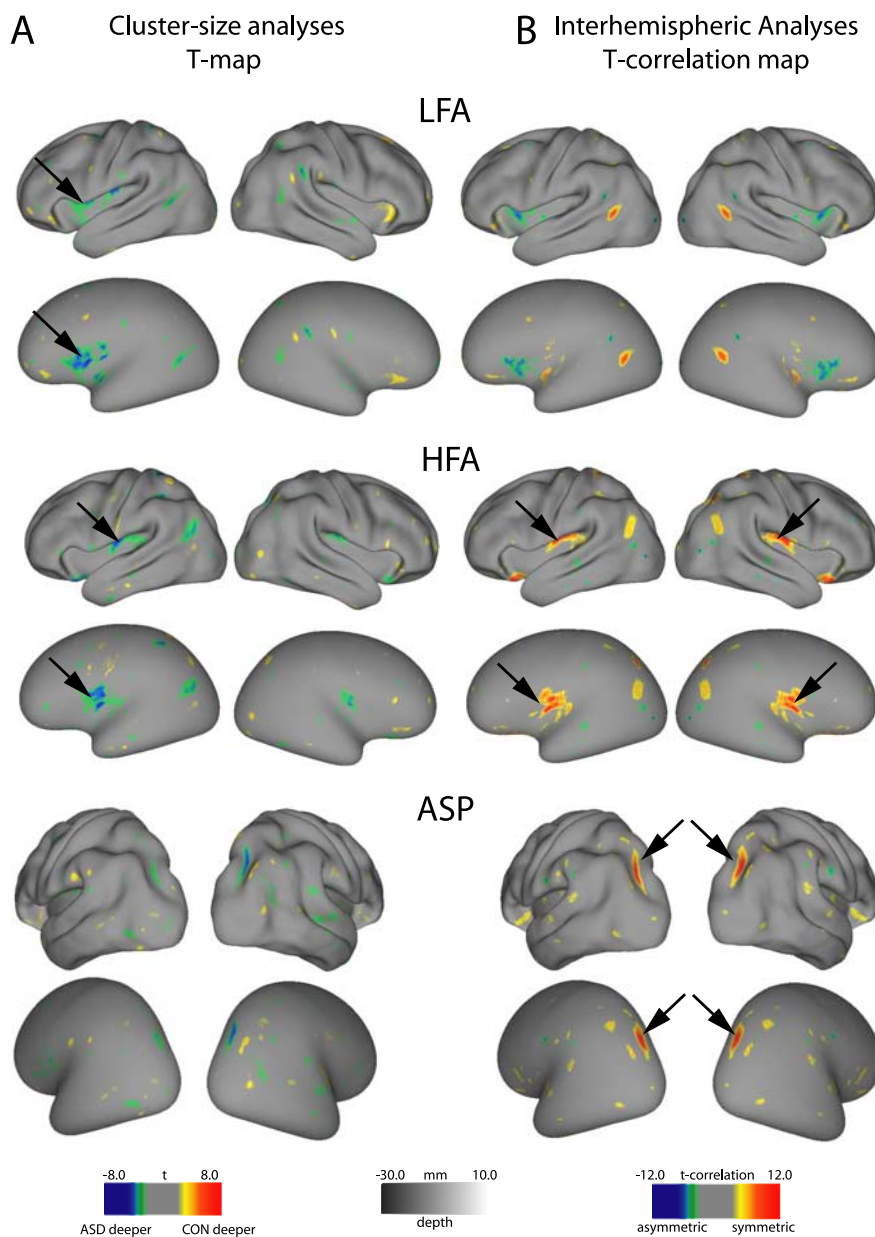 A Cluster-size analyses
T-map
B Interhemispheric Analyses
T-correlation map
LFA
HFA
ASP
-8.0 t 8.0
ASD deeper CON deeper
-30.0 mm 10.0
depth
-12.0 t-correlation 12.0
asymmetric symmetric